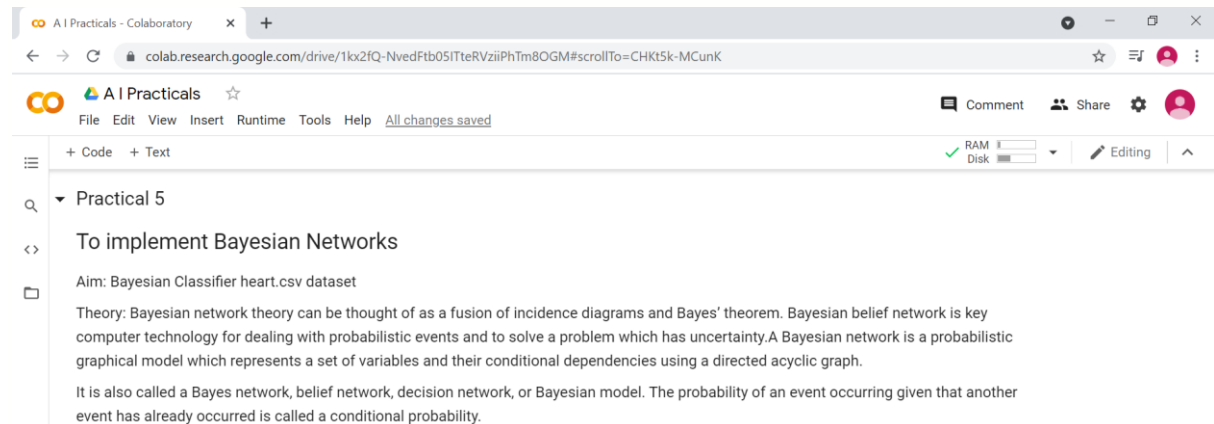 A I Practicals - Colaboratory
colab.research.google.com/drive/1kx2fQ-NvedFtb05ITteRVziiPhTm8OGM#scrollTo=CHKt5k-MCunK
CO
A I Practicals
Comment
Share
File Edit View Insert Runtime Tools Help All changes saved
+ Code + Text
RAM
Disk
Editing
Practical 5
To implement Bayesian Networks
Aim: Bayesian Classifier heart.csv dataset
Theory: Bayesian network theory can be thought of as a fusion of incidence diagrams and Bayes’ theorem. Bayesian belief network is key
computer technology for dealing with probabilistic events and to solve a problem which has uncertainty.A Bayesian network is a probabilistic
graphical model which represents a set of variables and their conditional dependencies using a directed acyclic graph.
It is also called a Bayes network, belief network, decision network, or Bayesian model. The probability of an event occurring given that another
event has already occurred is called a conditional probability.